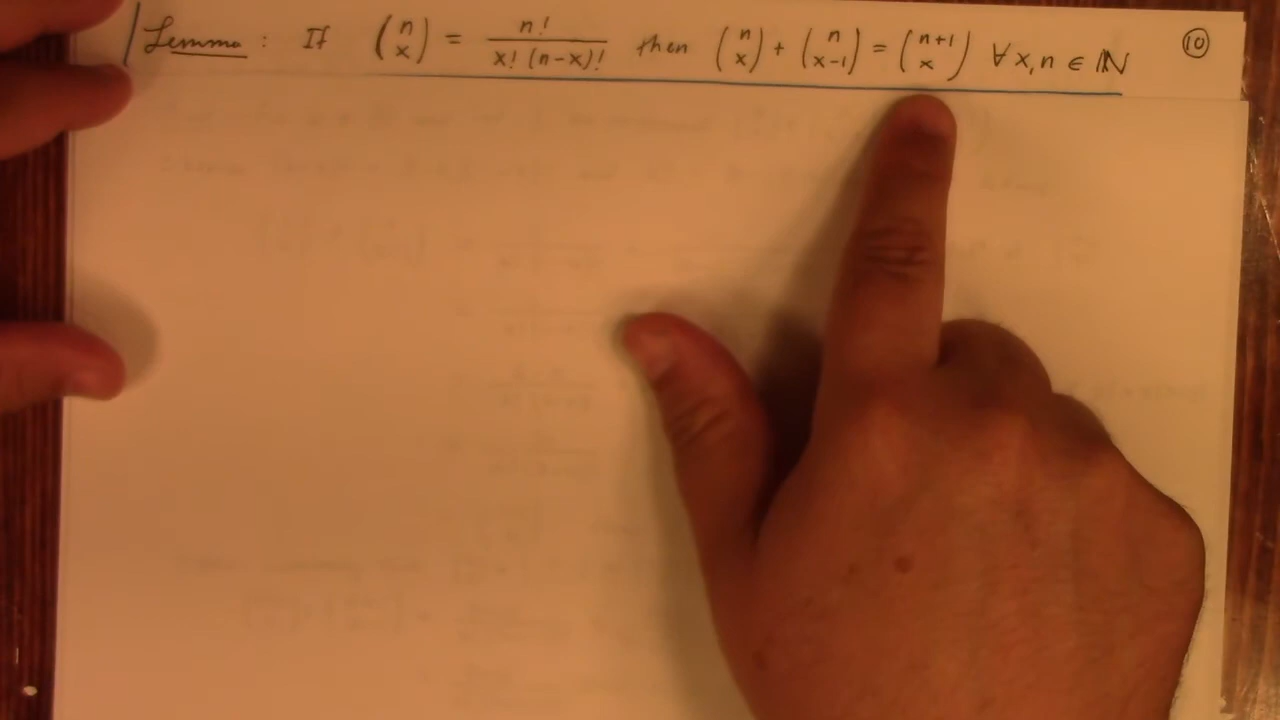 Lemma : If (n x) = n! / x! (n-x)! then (n x) + (n x-1) = (n+1 x) ∀ x, n ∈ ℕ 10